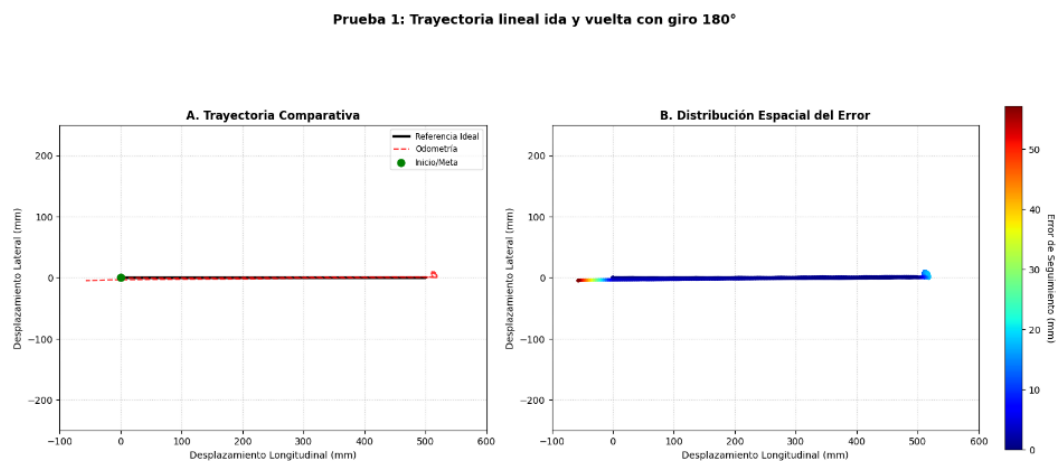 Prueba 1: Trayectoria lineal ida y vuelta con giro 180°
A. Trayectoria Comparativa
Referencia Ideal
Odometría
Inicio/Meta
200
100
0
−100
−200
−100
0
100
200
300
400
500
600
Desplazamiento Lateral (mm)
Desplazamiento Longitudinal (mm)
B. Distribución Espacial del Error
200
100
0
−100
−200
−100
0
100
200
300
400
500
600
Desplazamiento Lateral (mm)
Desplazamiento Longitudinal (mm)
50
40
30
20
10
0
Error de Seguimiento (mm)